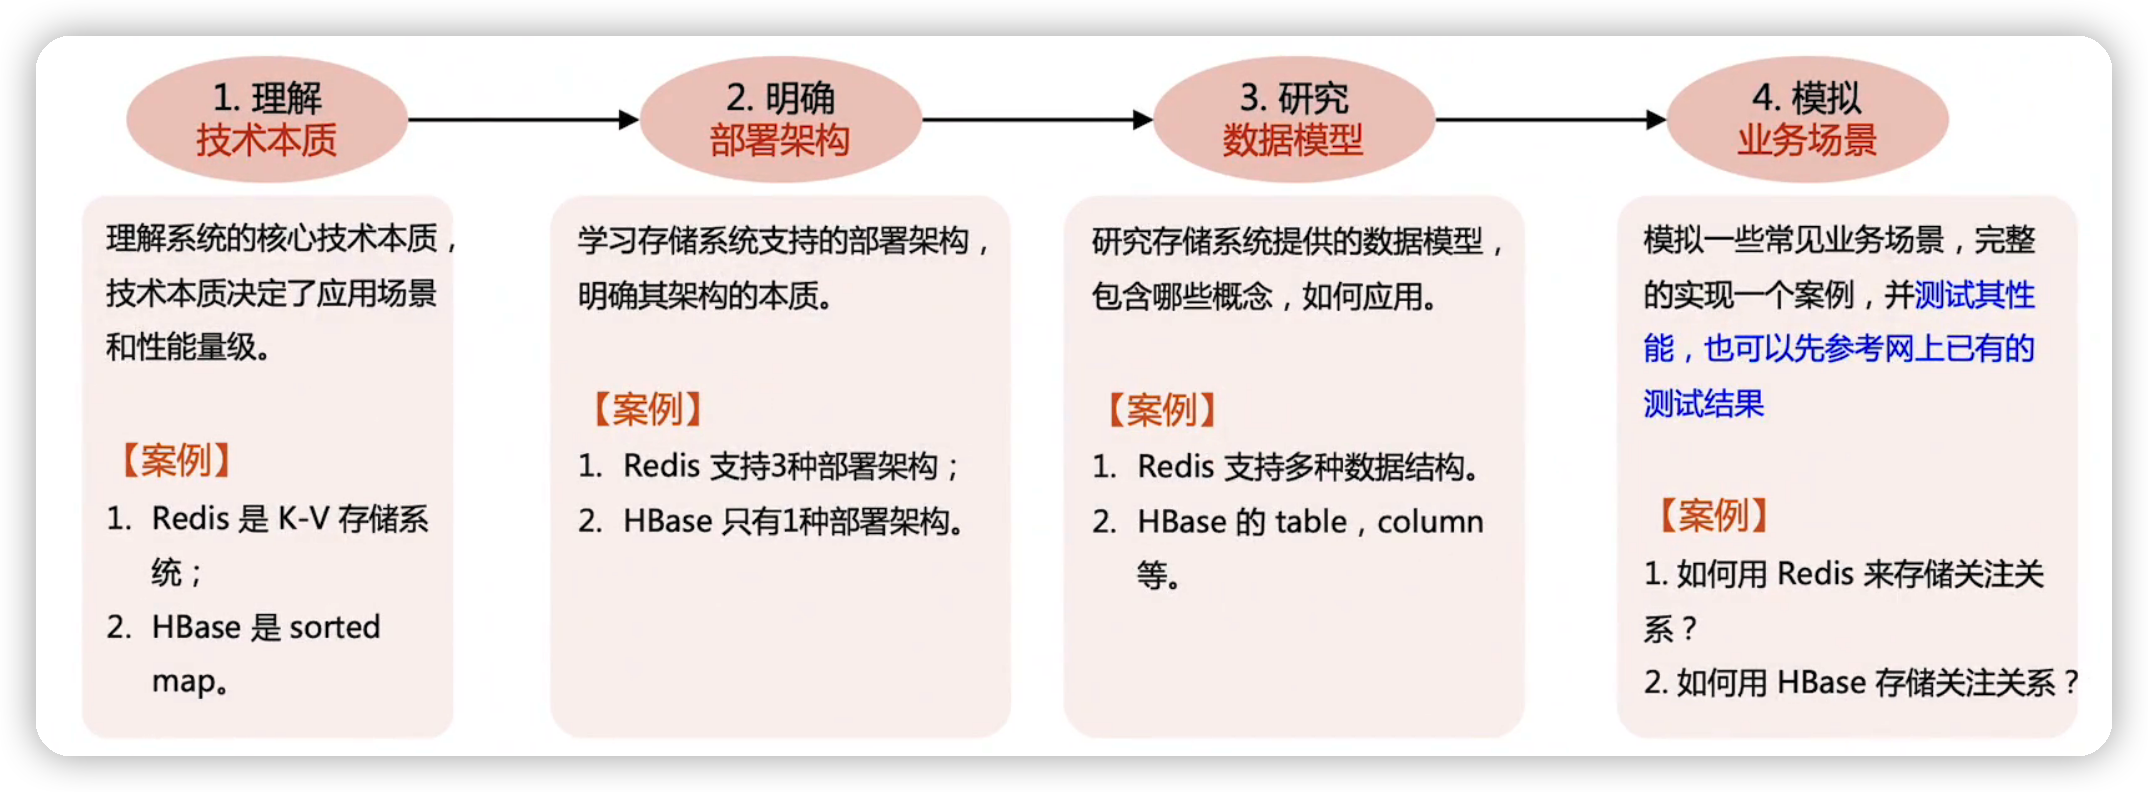 1. 理解
技术本质
2. 明确
部署架构
3. 研究
数据模型
4. 模拟
业务场景
理解系统的核心技术本质，
技术本质决定了应用场景
和性能量级。
【案例】
1. Redis 是 K-V 存储系
统；
2. HBase 是 sorted
map。
学习存储系统支持的部署架构，
明确其架构的本质。
【案例】
1. Redis 支持3种部署架构；
2. HBase 只有1种部署架构。
研究存储系统提供的数据模型，
包含哪些概念，如何应用。
【案例】
1. Redis 支持多种数据结构。
2. HBase 的 table，column
等。
模拟一些常见业务场景，完整
的实现一个案例，并测试其性
能，也可以先参考网上已有的
测试结果
【案例】
1. 如何用 Redis 来存储关注关
系？
2. 如何用 HBase 存储关注关系？